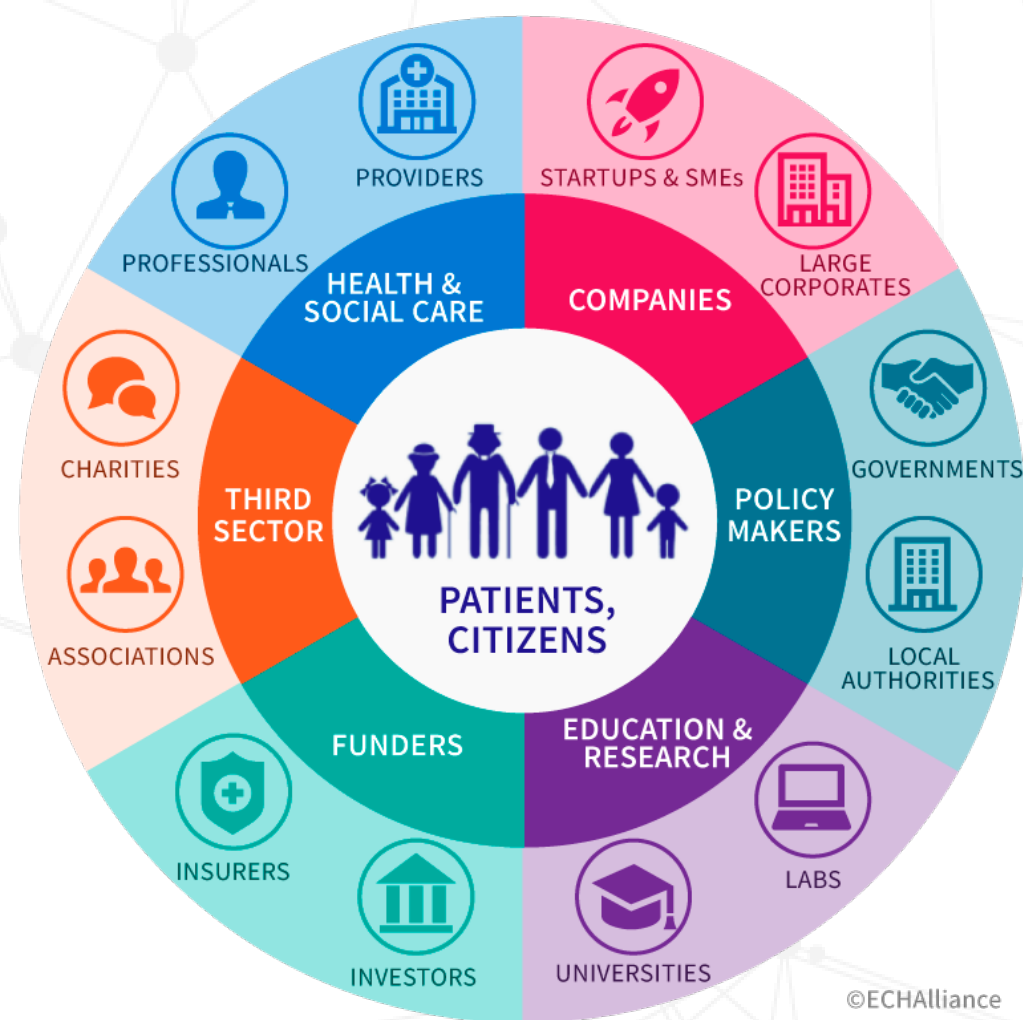 PROVIDERS
STARTUPS & SMEs
PROFESSIONALS
LARGE
CORPORATES
HEALTH &
SOCIAL CARE
COMPANIES
CHARITIES
GOVERNMENTS
THIRD
SECTOR
POLICY
MAKERS
PATIENTS,
CITIZENS
ASSOCIATIONS
LOCAL
AUTHORITIES
FUNDERS
EDUCATION &
RESEARCH
INSURERS
LABS
INVESTORS
UNIVERSITIES
©ECHAlliance